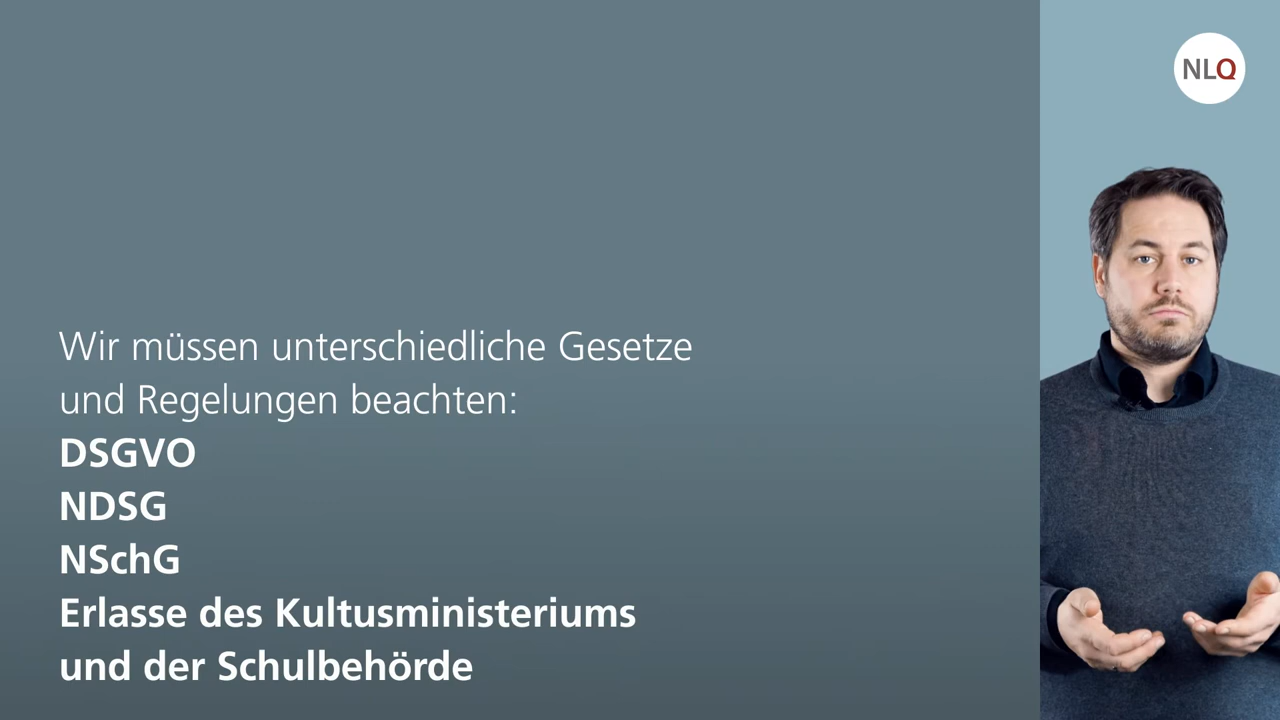 NLQ
Wir müssen unterschiedliche Gesetze
und Regelungen beachten:
DSGVO
NDSG
NSchG
Erlasse des Kultusministeriums
und der Schulbehörde